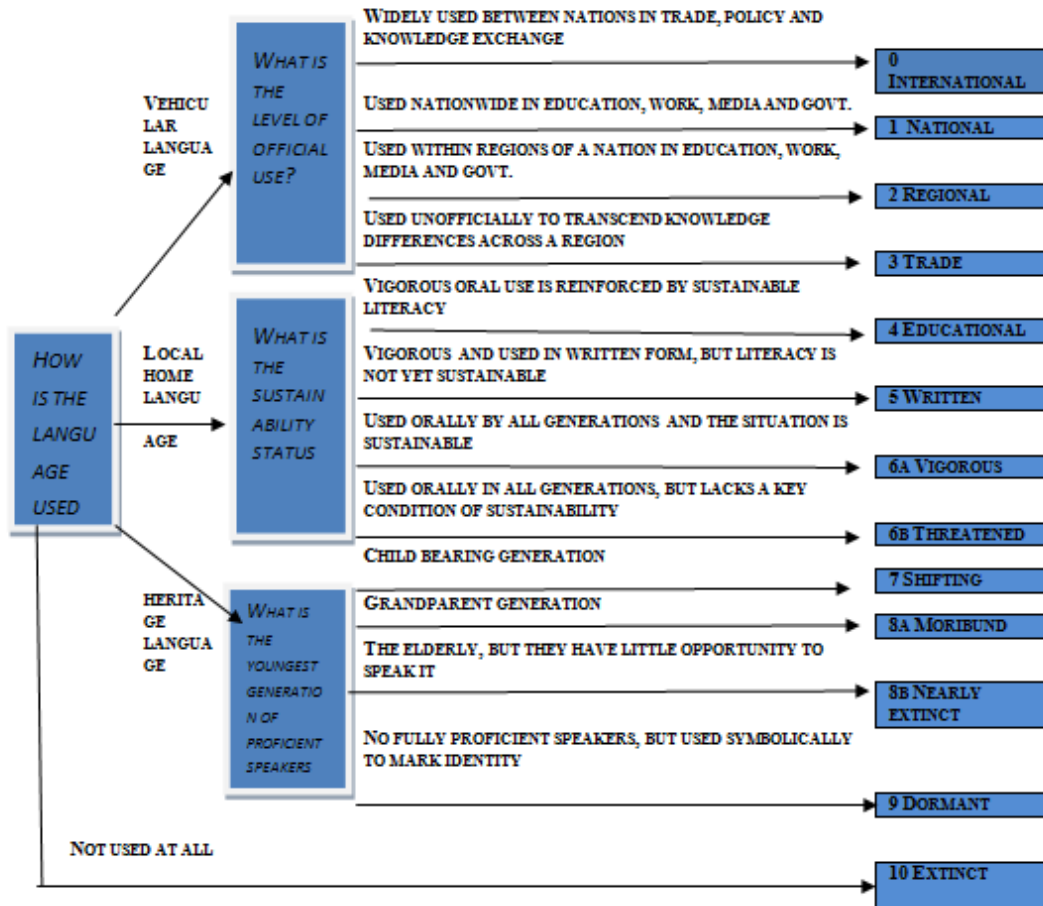 HOW
IS THE
LANGU
AGE
USED
VEHICU
LAR
LANGUA
GE
WHAT IS
THE
LEVEL OF
OFFICIAL
USE?
WIDELY USED BETWEEN NATIONS IN TRADE, POLICY AND
KNOWLEDGE EXCHANGE
0
INTERNATIONAL
USED NATIONWIDE IN EDUCATION, WORK, MEDIA AND GOVT.
1 NATIONAL
USED WITHIN REGIONS OF A NATION IN EDUCATION, WORK,
MEDIA AND GOVT.
2 REGIONAL
USED UNOFFICIALLY TO TRANSCEND KNOWLEDGE
DIFFERENCES ACROSS A REGION
3 TRADE
LOCAL
HOME
LANGU
AGE
WHAT IS
THE
SUSTAIN
ABILITY
STATUS
VIGOROUS ORAL USE IS REINFORCED BY SUSTAINABLE
LITERACY
4 EDUCATIONAL
VIGOROUS AND USED IN WRITTEN FORM, BUT LITERACY IS
NOT YET SUSTAINABLE
5 WRITTEN
USED ORALLY BY ALL GENERATIONS AND THE SITUATION IS
SUSTAINABLE
6A VIGOROUS
USED ORALLY IN ALL GENERATIONS, BUT LACKS A KEY
CONDITION OF SUSTAINABILITY
6B THREATENED
HERITA
GE
LANGUA
GE
WHAT IS
THE
YOUNGEST
GENERATIO
N OF
PROFICIENT
SPEAKERS
CHILD BEARING GENERATION
7 SHIFTING
GRANDPARENT GENERATION
8A MORIBUND
THE ELDERLY, BUT THEY HAVE LITTLE OPPORTUNITY TO
SPEAK IT
8B NEARLY
EXTINCT
NO FULLY PROFICIENT SPEAKERS, BUT USED SYMBOLICALLY
TO MARK IDENTITY
9 DORMANT
NOT USED AT ALL
10 EXTINCT